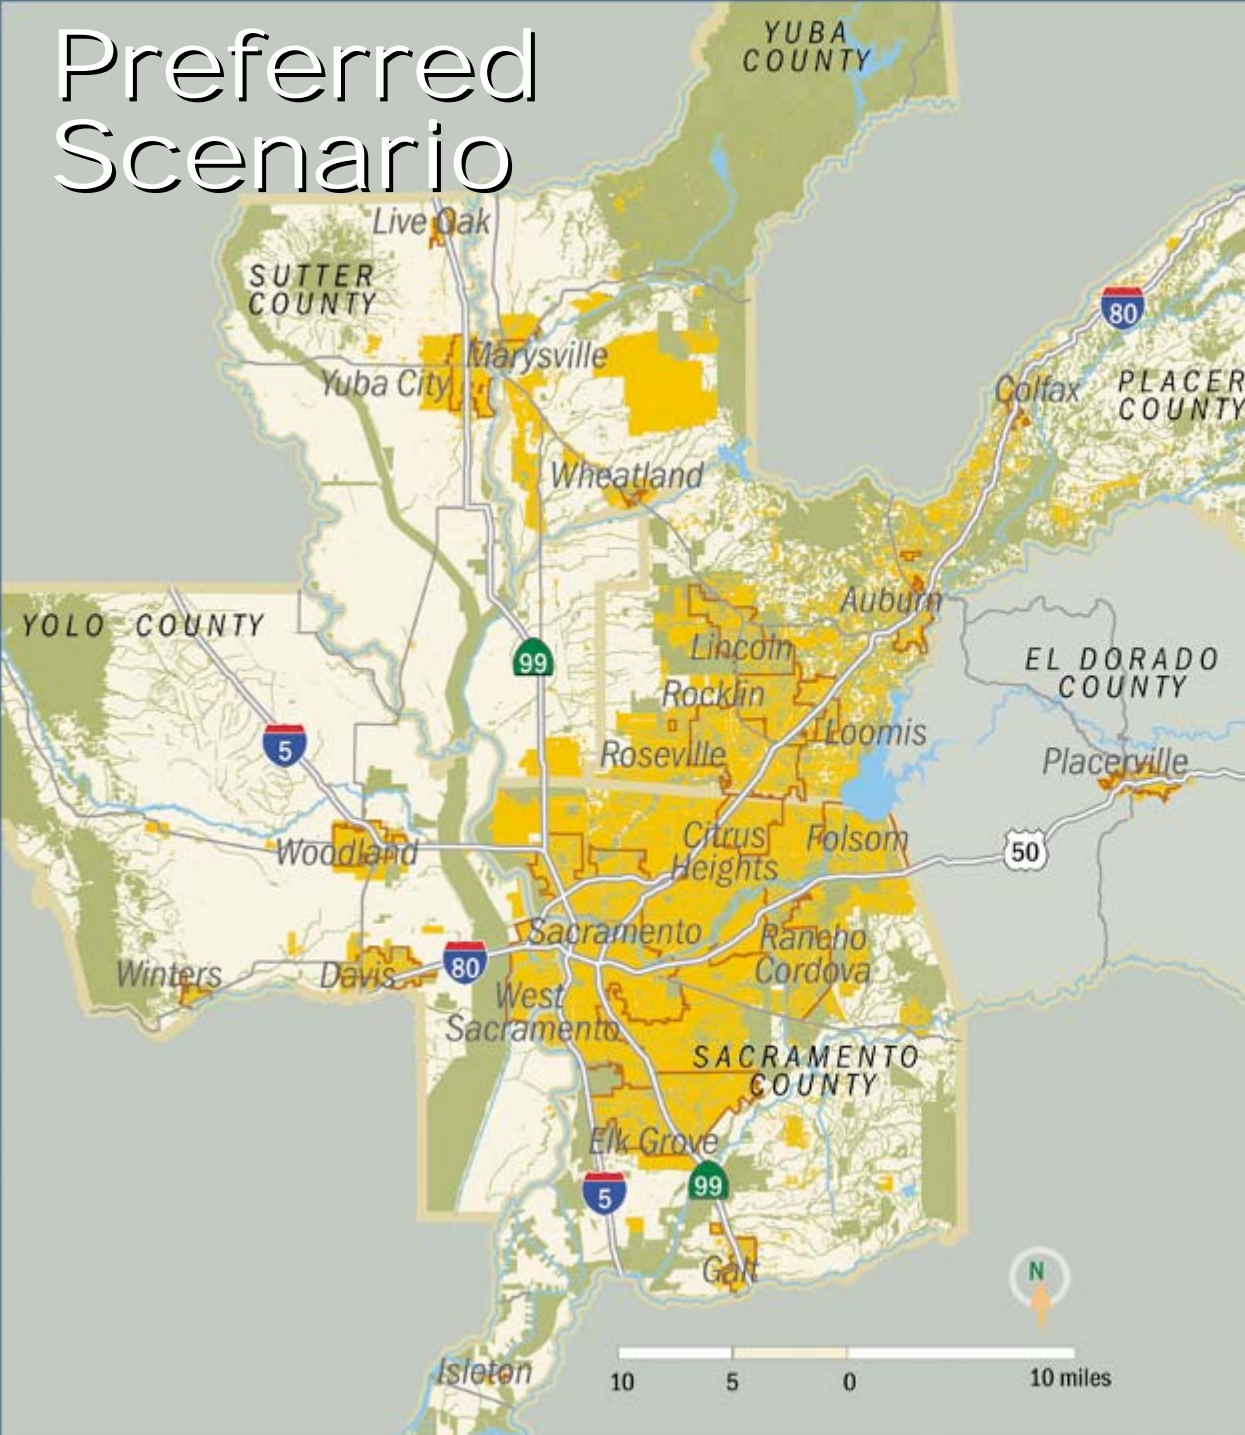 Preferred
Scenario
YUBA
COUNTY
Live Oak
SUTTER
COUNTY
80
Marysville
Yuba City
Colfax
PLACER
COUNTY
Wheatland
Auburn
YOLO COUNTY
Lincoln
99
EL DORADO
COUNTY
Rocklin
Loomis
5
Roseville
Placerville
Citrus
Heights
Folsom
Woodland
50
Sacramento
Rancho
Cordova
80
Winters
Davis
West
Sacramento
SACRAMENTO
COUNTY
Elk Grove
5
99
Galt
N
Isleton
10 5 0 10 miles